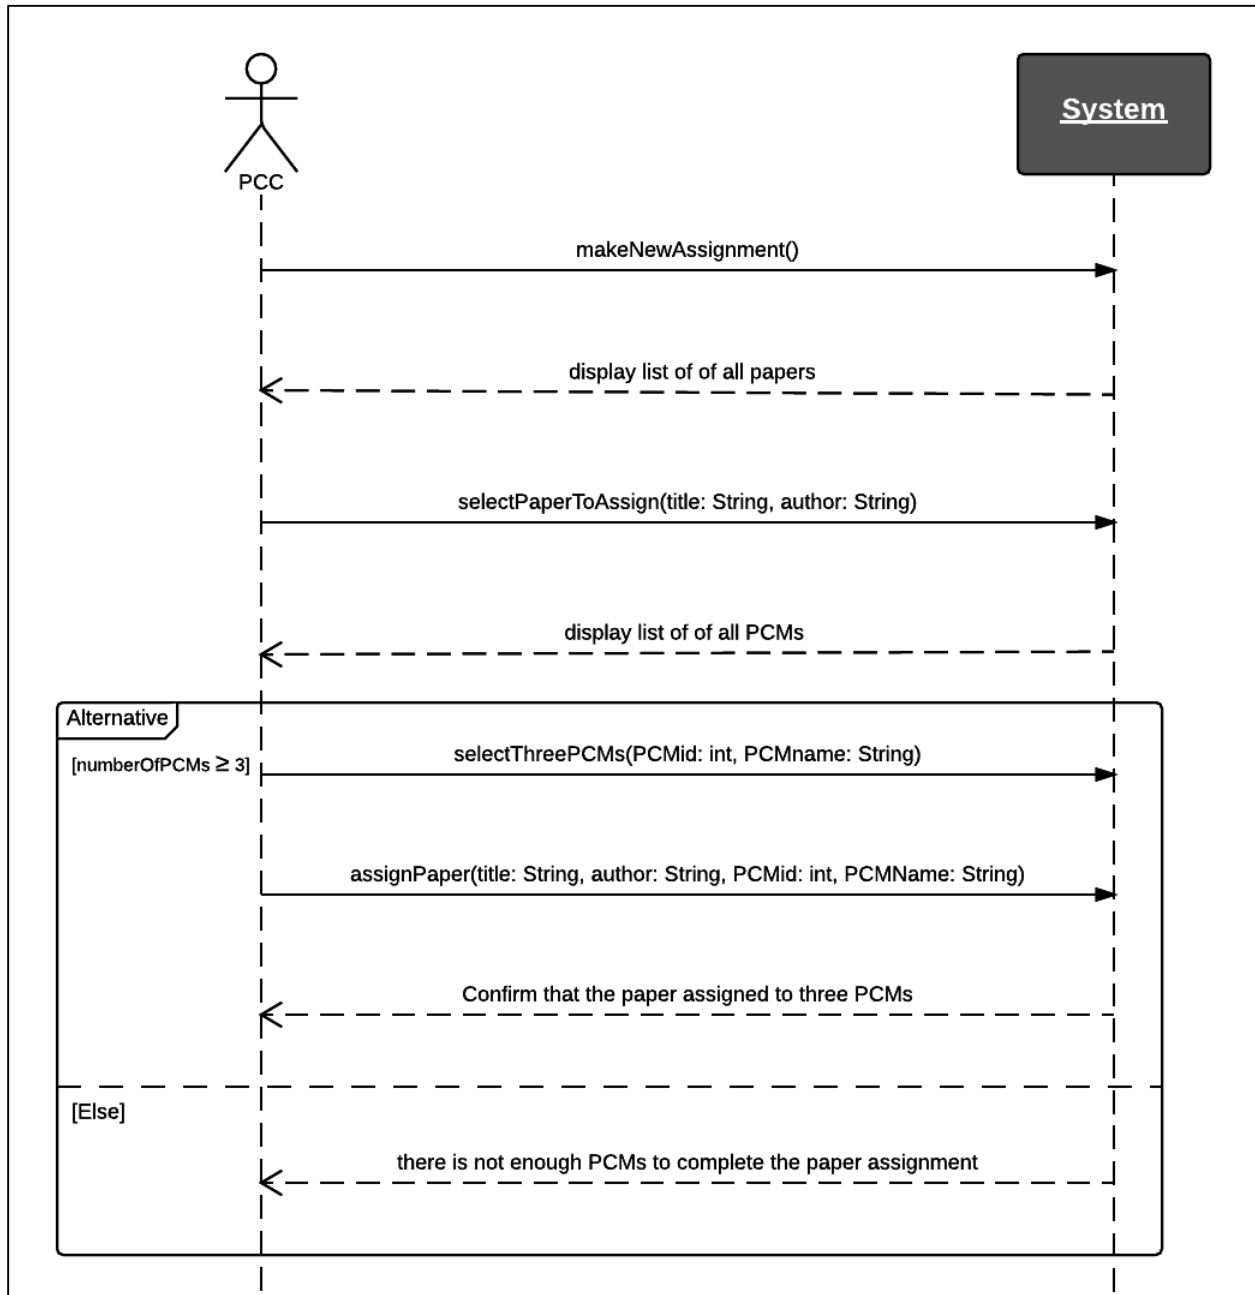 PCC
System
makeNewAssignment()
display list of of all papers
selectPaperToAssign(title: String, author: String)
display list of of all PCMs
Alternative
[numberOfPCMs ≥ 3]
selectThreePCMs(PCMid: int, PCMname: String)
assignPaper(title: String, author: String, PCMid: int, PCMName: String)
Confirm that the paper assigned to three PCMs
[Else]
there is not enough PCMs to complete the paper assignment